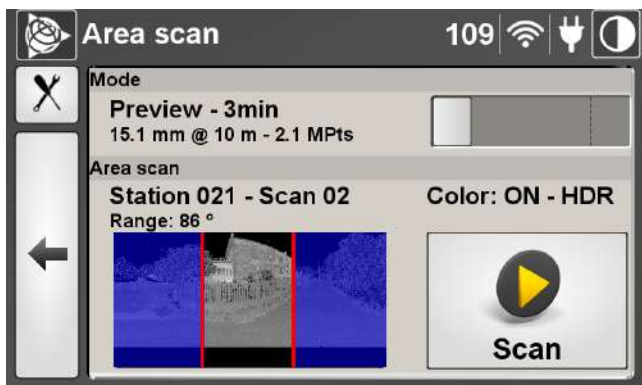 Area scan
109
Mode
Preview - 3min
15.1 mm @ 10 m - 2.1 MPts
Area scan
Station 021 - Scan 02
Color: ON - HDR
Range: 86 °
Scan